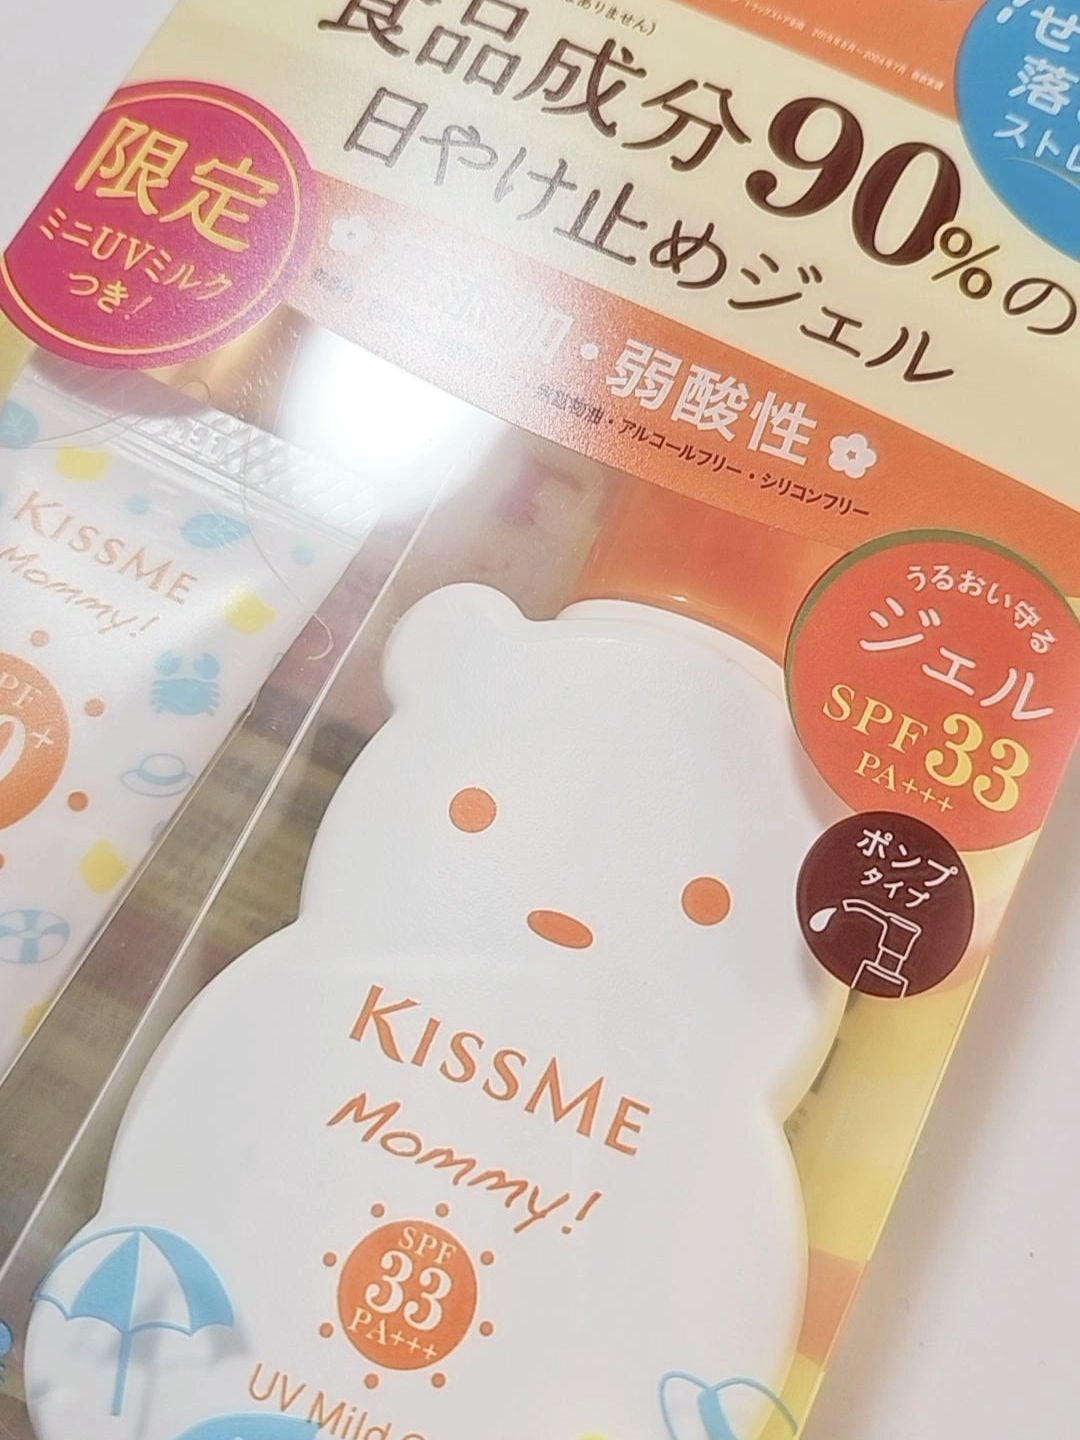 食品成分90%の
日やけ止めジェル
限定
ミニUVミルク
つき!
弱酸性
アルコールフリー・シリコンフリー
うるおい守る
ジェル
SPF33
PA+++
ポンプ
タイプ
KISSME
Mommy!
KISSME
Mommy!
SPF
33
PA+++
UV Mild